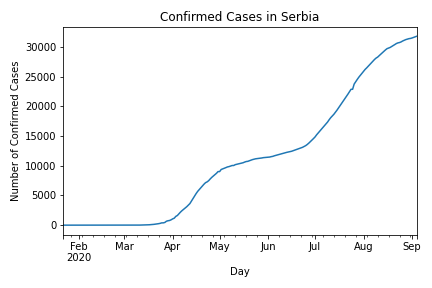 Confirmed Cases in Serbia
Number of Confirmed Cases
30000
25000
20000
15000
10000
5000
0
Feb Mar Apr May Jun Jul Aug Sep
2020
Day